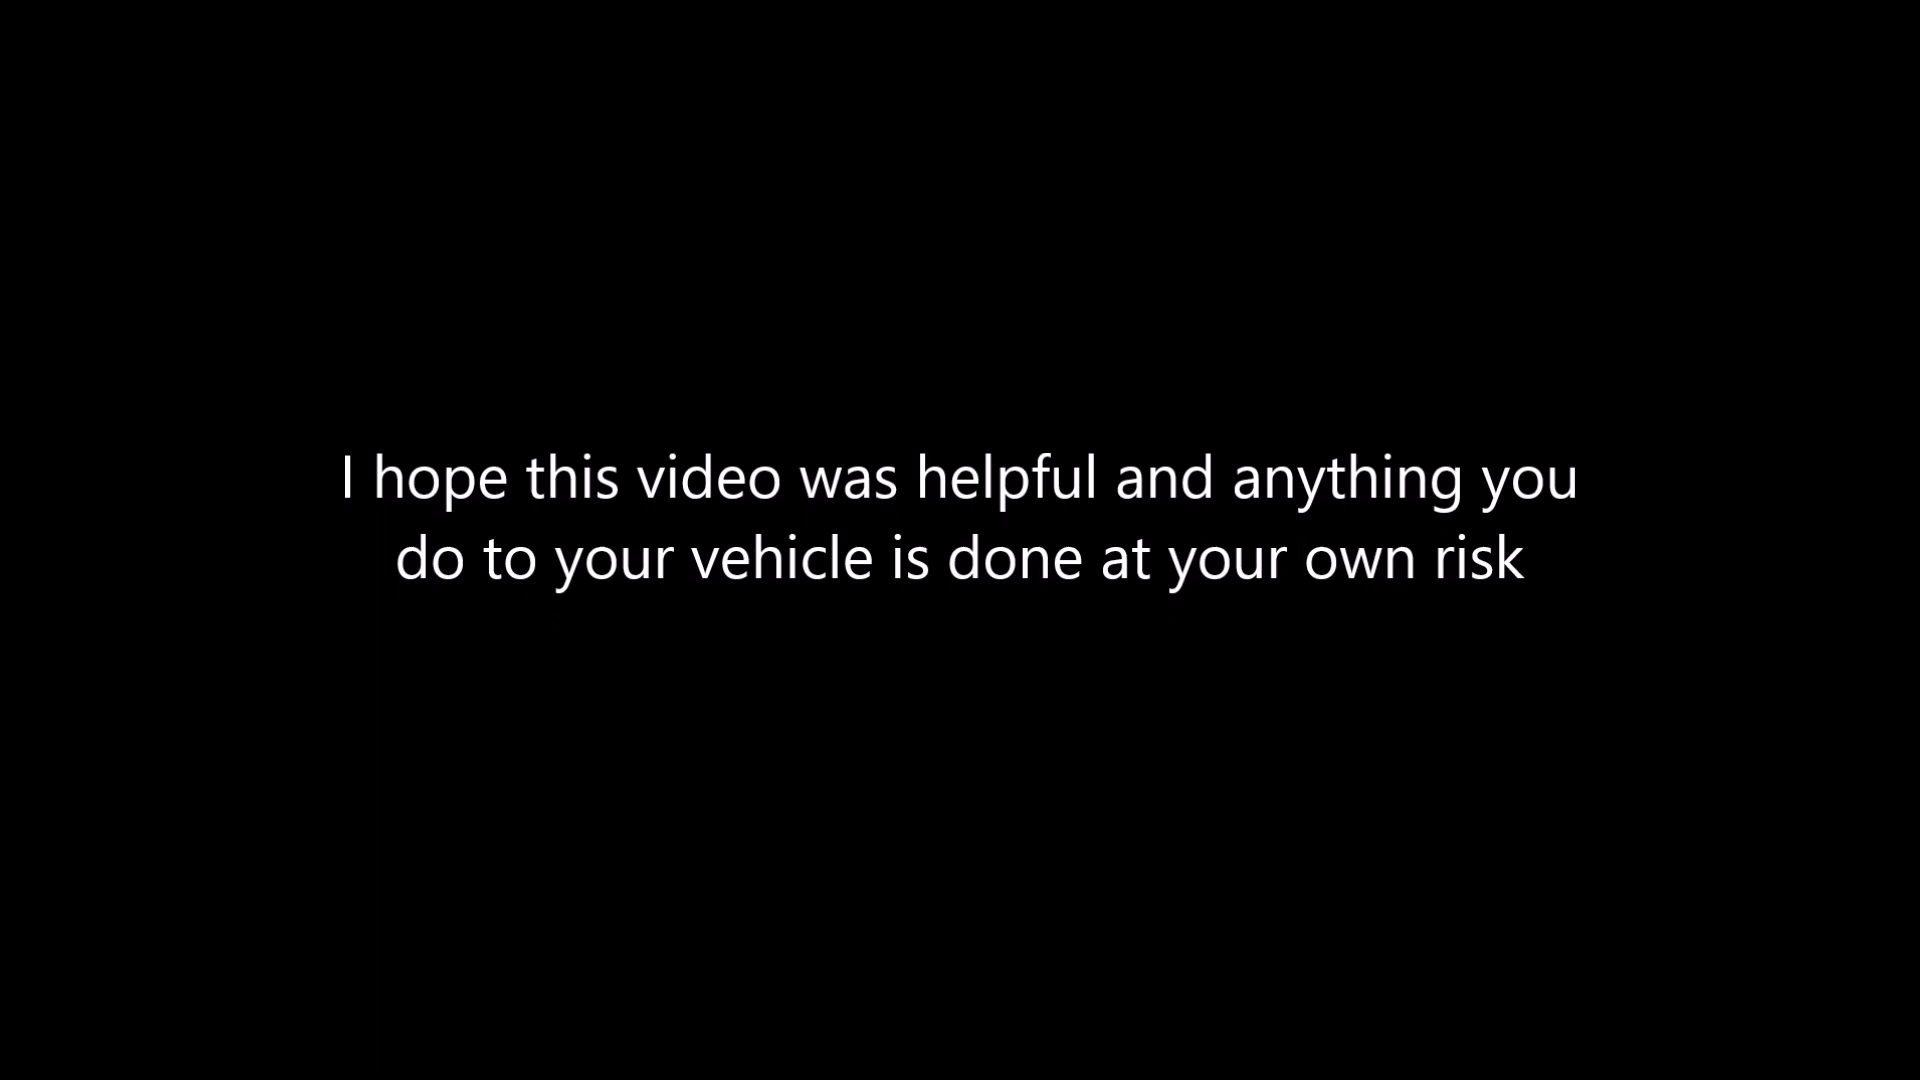 I hope this video was helpful and anything you
do to your vehicle is done at your own risk